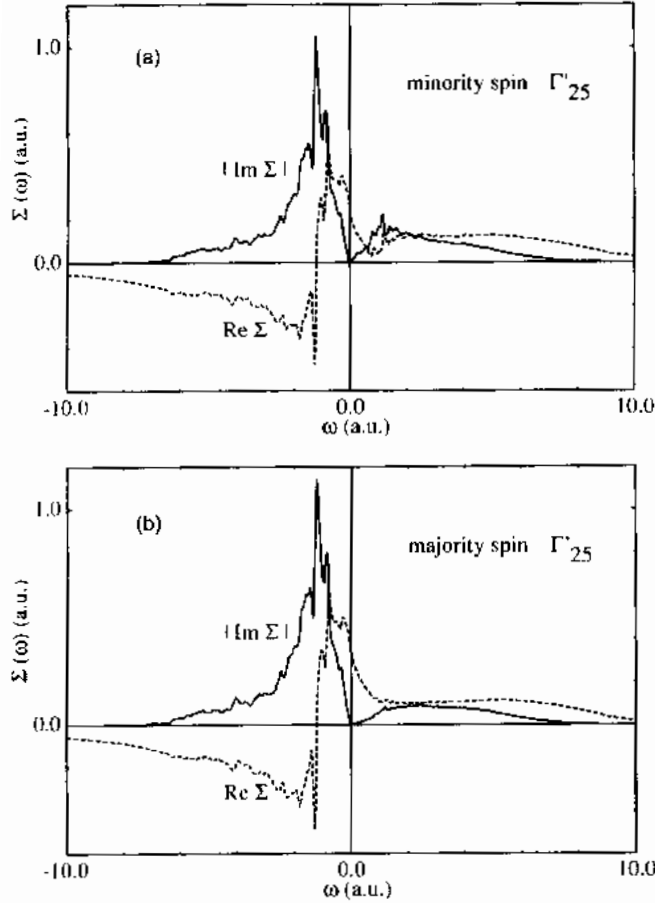 1.0
(a)
minority spin Γ'25
| Im Σ |
Σ (ω) (a.u.)
0.0
Re Σ
-10.0 0.0 10.0
ω (a.u.)
1.0
(b)
majority spin Γ'25
| Im Σ |
Σ (ω) (a.u.)
0.0
Re Σ
-10.0 0.0 10.0
ω (a.u.)